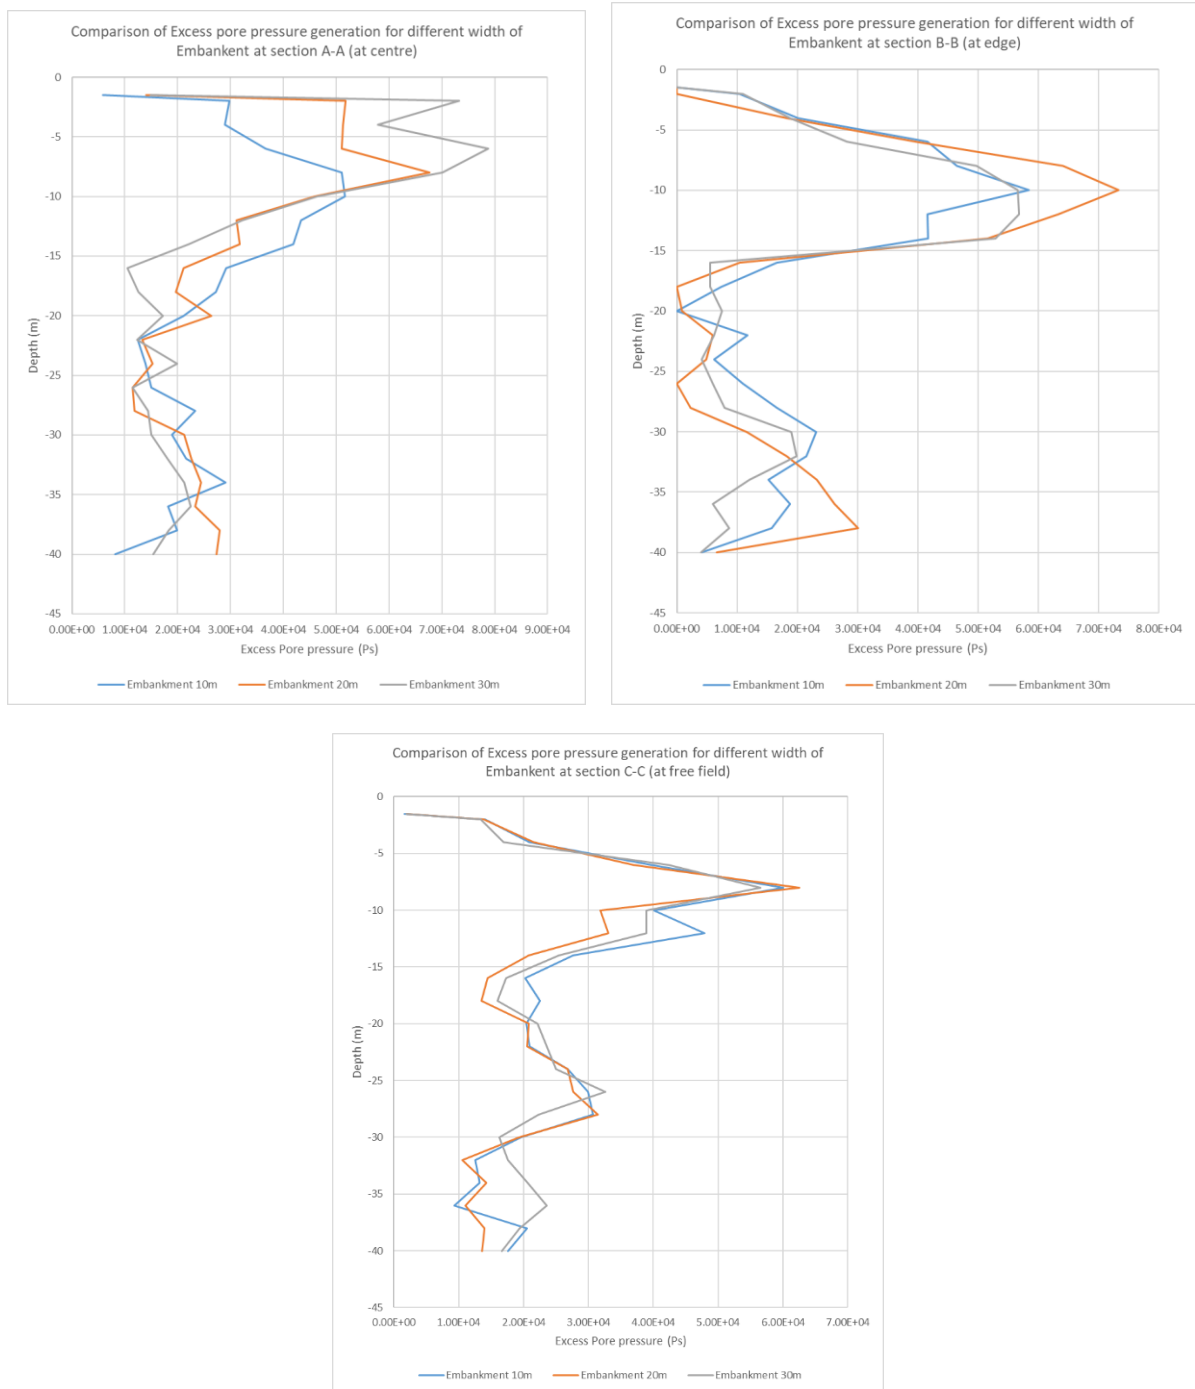 Comparison of Excess pore pressure generation for different width of
Embankent at section A-A (at centre)
0
-5
-10
-15
-20
-25
-30
-35
-40
-45
Depth (m)
0.00E+00 1.00E+04 2.00E+04 3.00E+04 4.00E+04 5.00E+04 6.00E+04 7.00E+04 8.00E+04 9.00E+04
Excess Pore pressure (Ps)
Embankment 10m Embankment 20m Embankment 30m
Comparison of Excess pore pressure generation for different width of
Embankent at section B-B (at edge)
0
-5
-10
-15
-20
-25
-30
-35
-40
-45
Depth (m)
0.00E+00 1.00E+04 2.00E+04 3.00E+04 4.00E+04 5.00E+04 6.00E+04 7.00E+04 8.00E+04
Excess Pore pressure (Ps)
Embankment 10m Embankment 20m Embankment 30m
Comparison of Excess pore pressure generation for different width of
Embankent at section C-C (at free field)
0
-5
-10
-15
-20
-25
-30
-35
-40
-45
Depth (m)
0.00E+00 1.00E+04 2.00E+04 3.00E+04 4.00E+04 5.00E+04 6.00E+04 7.00E+04
Excess Pore pressure (Ps)
Embankment 10m Embankment 20m Embankment 30m